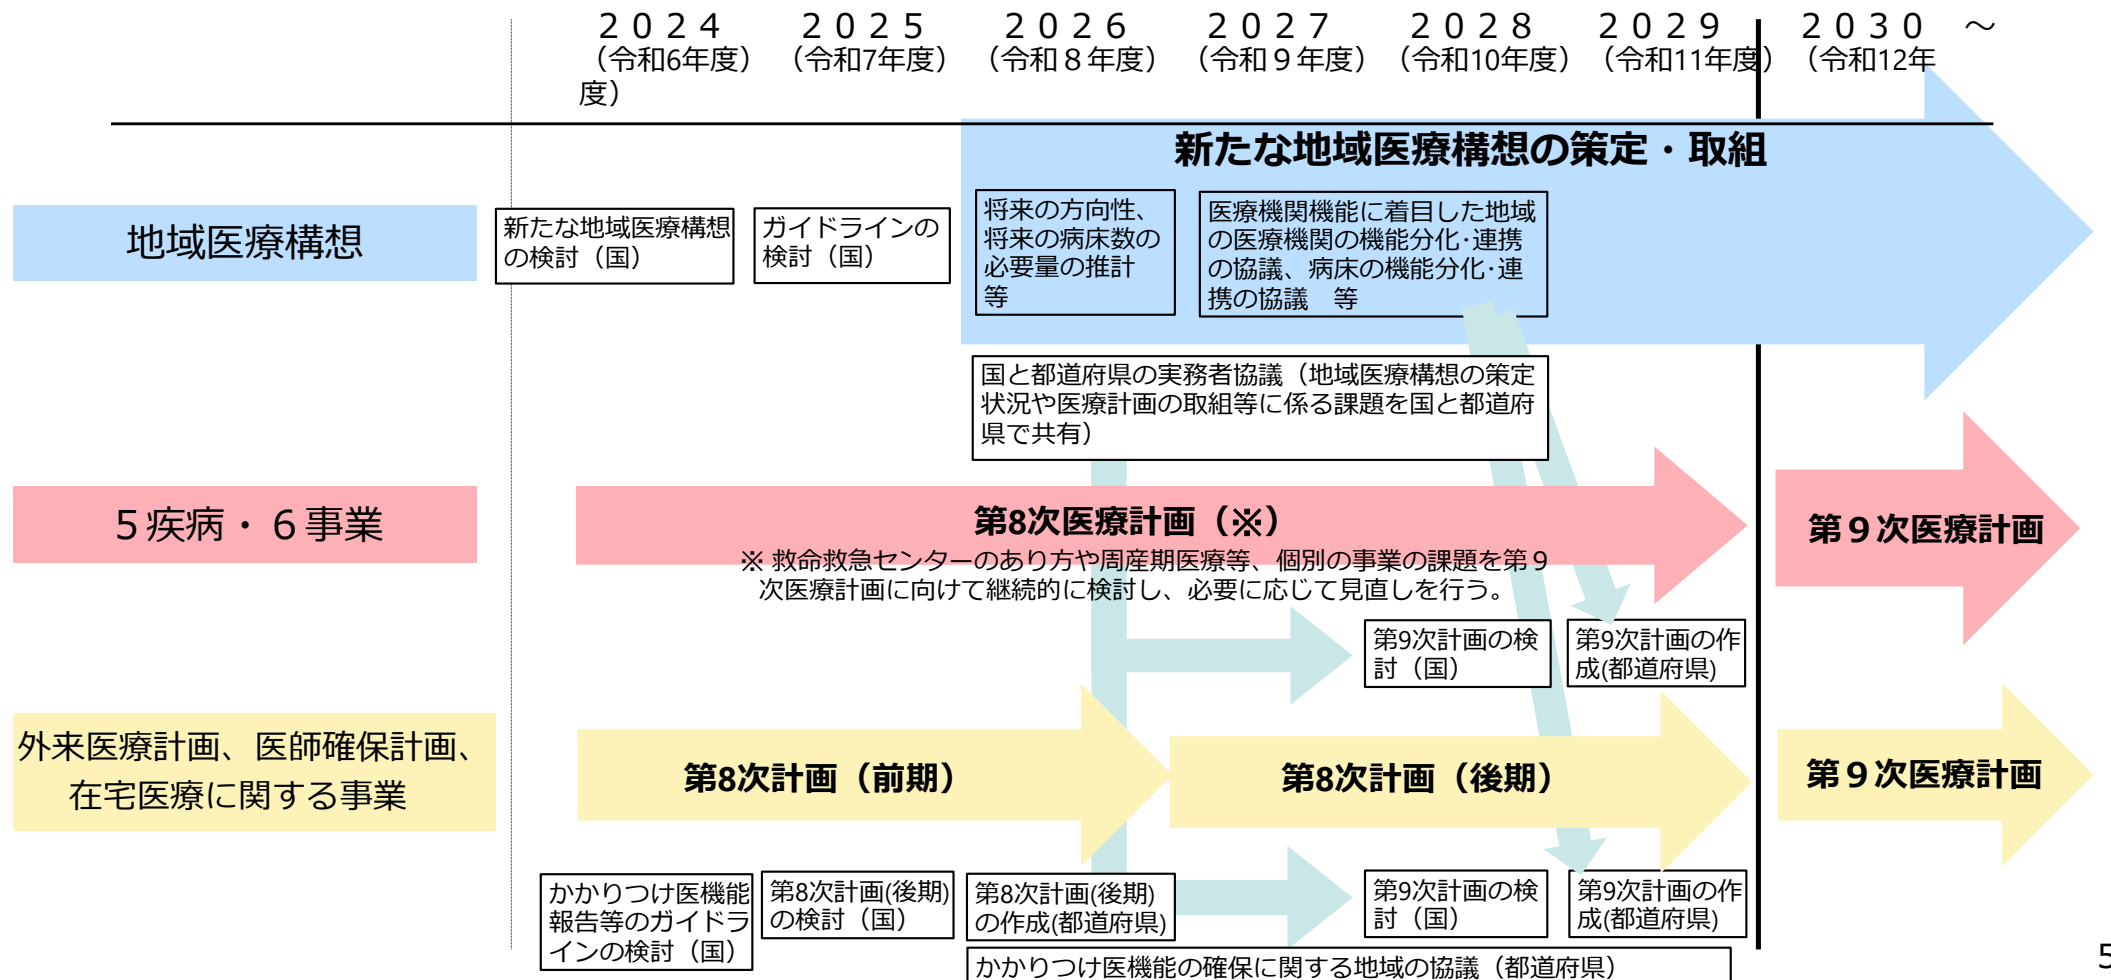 ２０２４　２０２５　２０２６　２０２７　２０２８　２０２９　２０３０　～
（令和6年度）　（令和7年度）　（令和８年度）　（令和９年度）　（令和10年度）　（令和11年度）　（令和12年
度）
新たな地域医療構想の策定・取組
地域医療構想
新たな地域医療構想
の検討（国）
ガイドラインの
検討（国）
将来の方向性、
将来の病床数の
必要量の推計
等
医療機関機能に着目した地域
の医療機関の機能分化･連携
の協議、病床の機能分化･連
携の協議　等
国と都道府県の実務者協議（地域医療構想の策定
状況や医療計画の取組等に係る課題を国と都道府
県で共有）
５疾病・６事業
第8次医療計画（※）
※ 救命救急センターのあり方や周産期医療等、個別の事業の課題を第９
次医療計画に向けて継続的に検討し、必要に応じて見直しを行う。
第９次医療計画
第9次計画の検
討（国）
第9次計画の作
成(都道府県)
外来医療計画、医師確保計画、
在宅医療に関する事業
第8次計画（前期）
第8次計画（後期）
第９次医療計画
かかりつけ医機能
報告等のガイドラ
インの検討（国）
第8次計画(後期)
の検討（国）
第8次計画(後期)
の作成(都道府県)
第9次計画の検
討（国）
第9次計画の作
成(都道府県)
かかりつけ医機能の確保に関する地域の協議（都道府県）
5